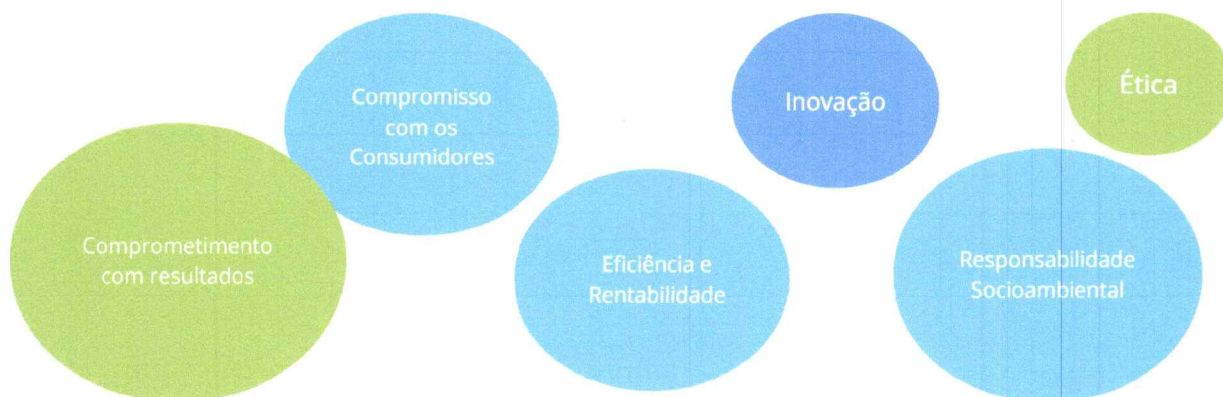 Compromisso
com os
Consumidores
Inovação
Ética
Comprometimento
com resultados
Eficiência e
Rentabilidade
Responsabilidade
Socioambiental